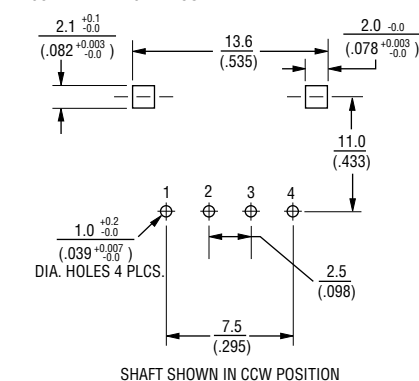 2.1 +0.1 -0.0
(.082 +0.003 -0.0 )
13.6
(.535)
2.0 -0.0
(.078 +0.003 -0.0 )
11.0
(.433)
1 2 3 4
1.0 +0.2 -0.0
(.039 +0.007 -0.0 )
DIA. HOLES 4 PLCS.
2.5
(.098)
7.5
(.295)
SHAFT SHOWN IN CCW POSITION